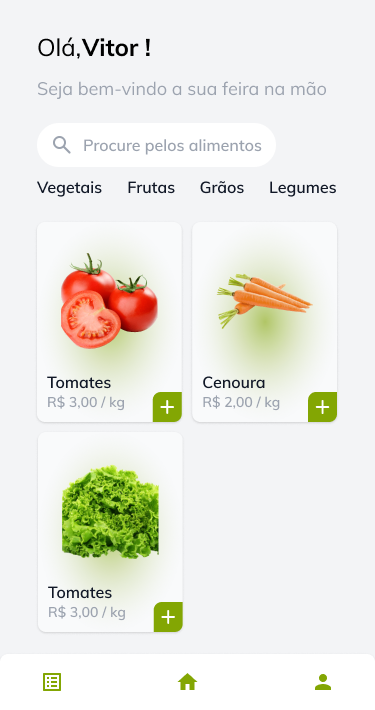 Olá,Vitor !
Seja bem-vindo a sua feira na mão
Procure pelos alimentos
Vegetais Frutas Grãos Legumes
Tomates
R$ 3,00 / kg
Cenoura
R$ 2,00 / kg
Tomates
R$ 3,00 / kg